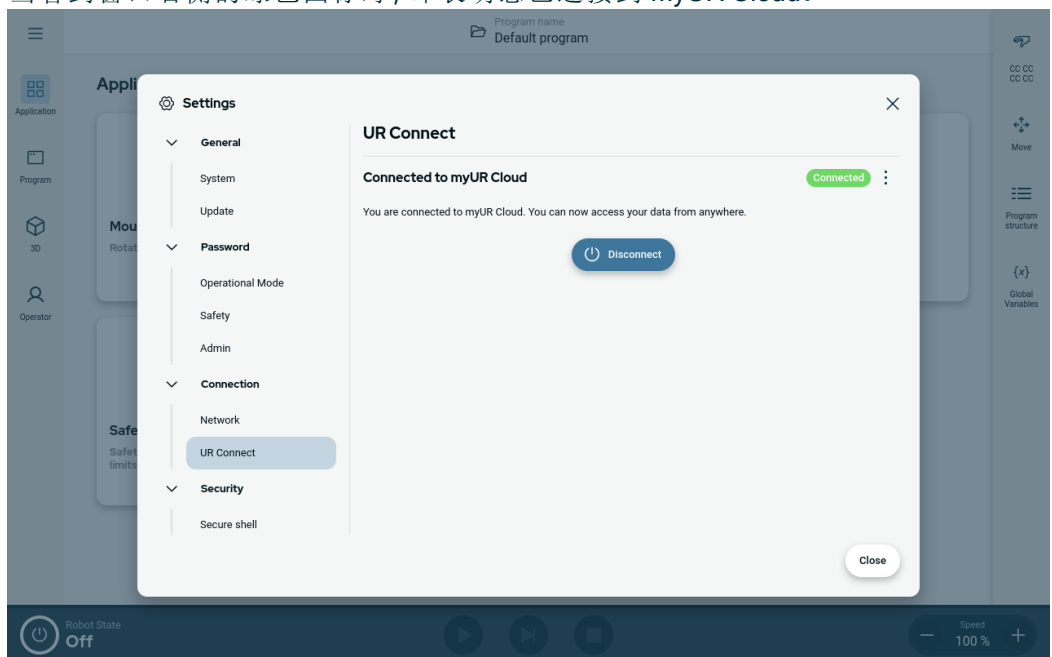 Program name
Default program
Application
Program
3D
Operator
Appli
Mou
Rotat
Safe
Safet
limits
Settings
General
System
Update
Password
Operational Mode
Safety
Admin
Connection
Network
UR Connect
Security
Secure shell
UR Connect
Connected to myUR Cloud
Connected
You are connected to myUR Cloud. You can now access your data from anywhere.
Disconnect
Close
CC CC
CC CC
Move
Program
structure
{x}
Global
Variables
Robot State
Off
Speed
100 %